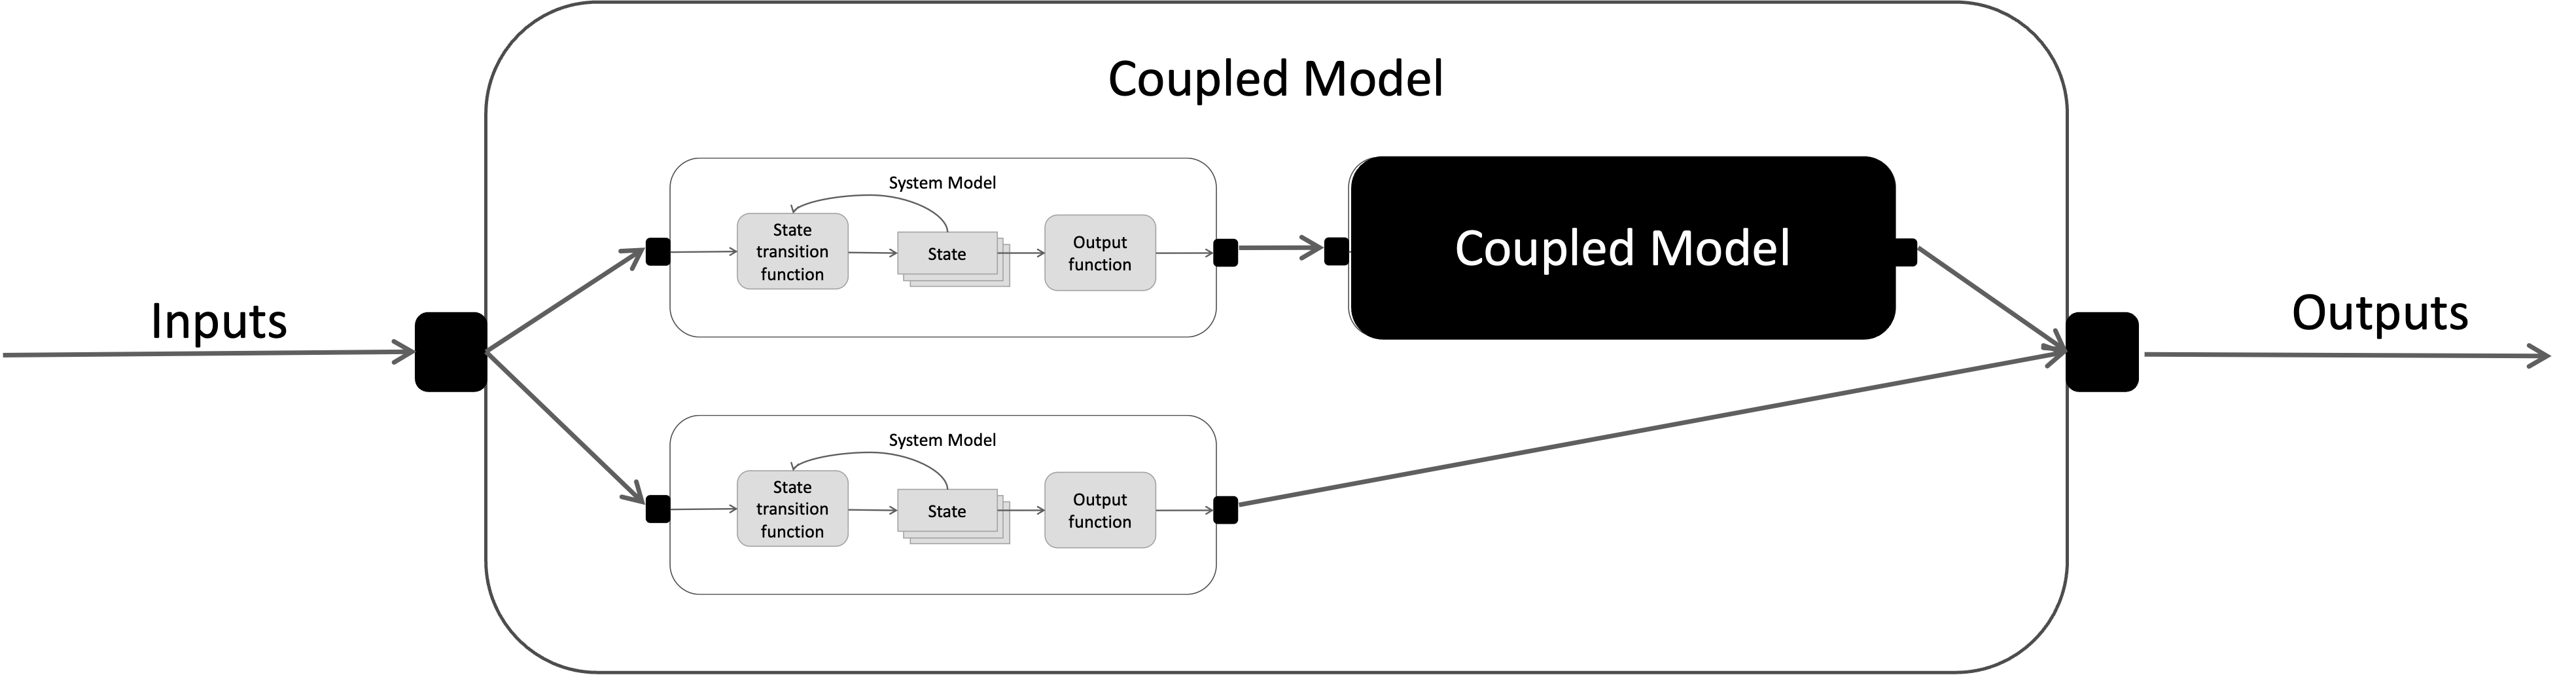 Coupled Model
Inputs
System Model
State
transition
function
State
Output
function
Coupled Model
Outputs
System Model
State
transition
function
State
Output
function